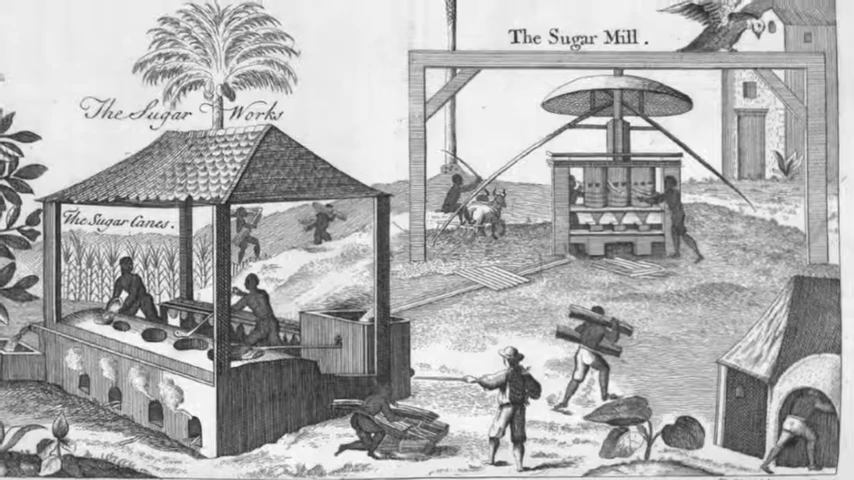 The Sugar Mill.
The Sugar Works
The Sugar Canes.